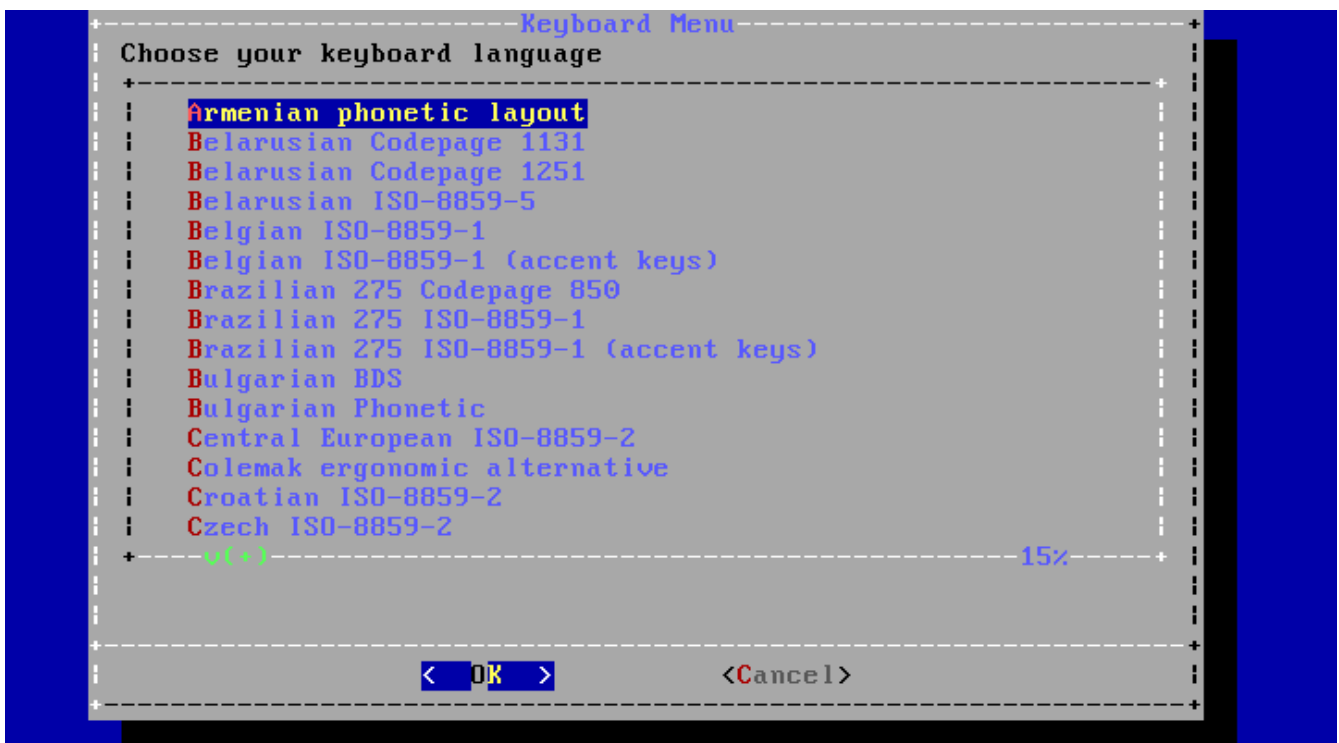 Keyboard Menu
Choose your keyboard language
Armenian phonetic layout
Belarusian Codepage 1131
Belarusian Codepage 1251
Belarusian ISO-8859-5
Belgian ISO-8859-1
Belgian ISO-8859-1 (accent keys)
Brazilian 275 Codepage 850
Brazilian 275 ISO-8859-1
Brazilian 275 ISO-8859-1 (accent keys)
Bulgarian BDS
Bulgarian Phonetic
Central European ISO-8859-2
Colemak ergonomic alternative
Croatian ISO-8859-2
Czech ISO-8859-2
v(+) 15%
< OK > <Cancel>